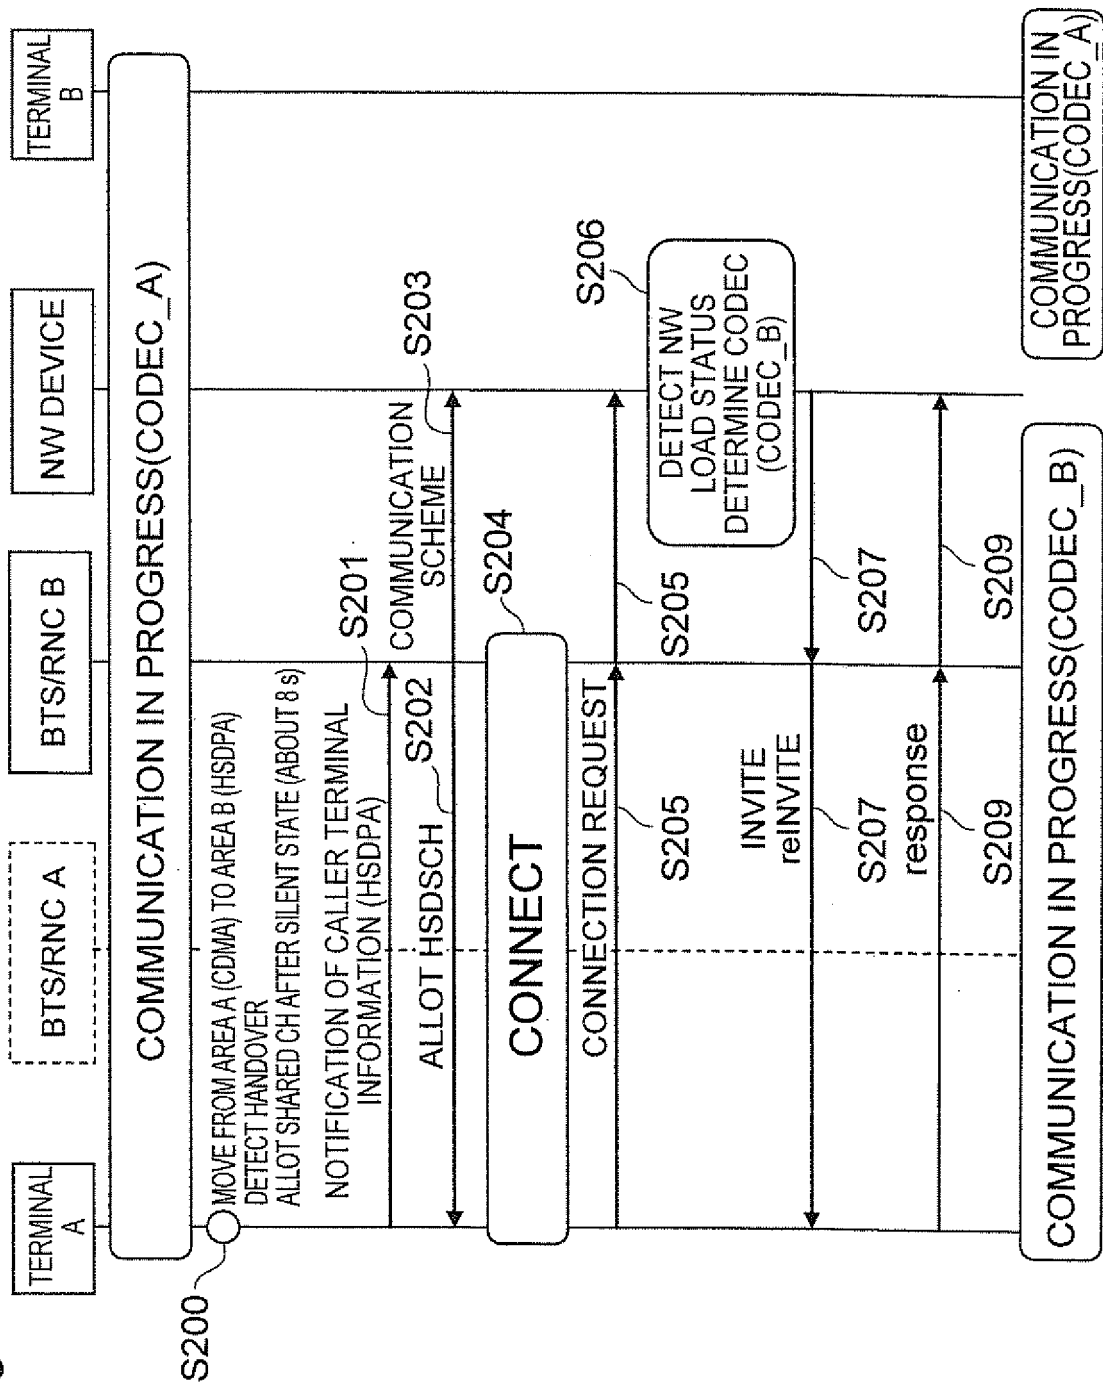 TERMINAL
A
BTS/RNC A
BTS/RNC B
NW DEVICE
TERMINAL
B
COMMUNICATION IN PROGRESS(CODEC_A)
S200
MOVE FROM AREA A (CDMA) TO AREA B (HSDPA)
DETECT HANDOVER
ALLOT SHARED CH AFTER SILENT STATE (ABOUT 8 s)
NOTIFICATION OF CALLER TERMINAL
INFORMATION (HSDPA)
S201
ALLOT HSDSCH
S202
COMMUNICATION
SCHEME
S203
CONNECT
S204
CONNECTION REQUEST
S205
S205
S206
DETECT NW
LOAD STATUS
DETERMINE CODEC
(CODEC_B)
INVITE
reINVITE
S207
S207
response
S209
S209
COMMUNICATION IN PROGRESS(CODEC_B)
COMMUNICATION IN
PROGRESS(CODEC_A)